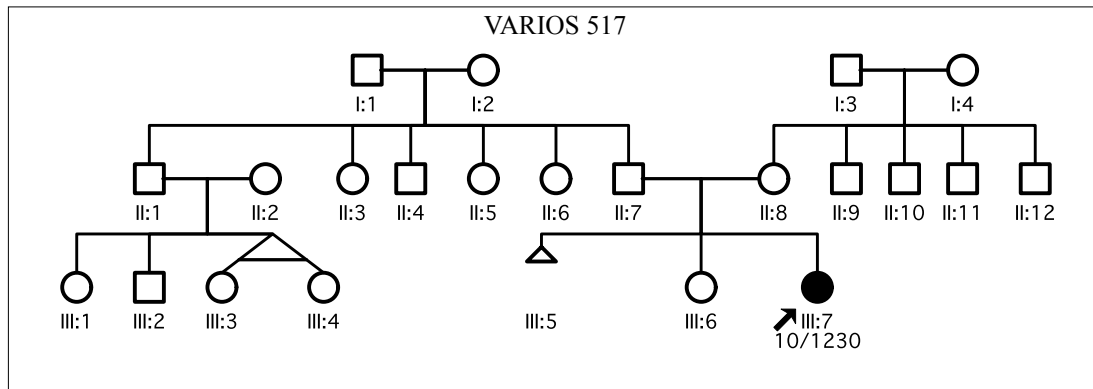 VARIOS 517
I:1 I:2 I:3 I:4
II:1 II:2 II:3 II:4 II:5 II:6 II:7 II:8 II:9 II:10 II:11 II:12
III:1 III:2 III:3 III:4 III:5 III:6 III:7
10/1230